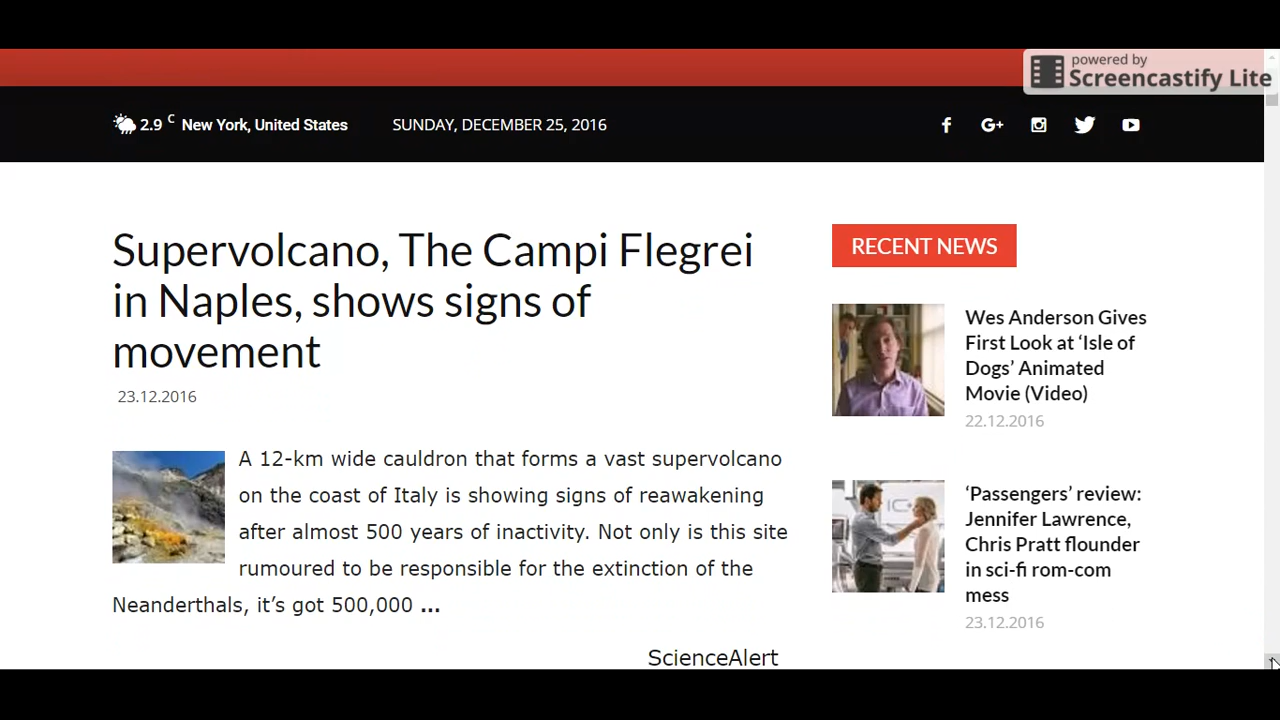 powered by
Screencastify Lite
2.9 C New York, United States
SUNDAY, DECEMBER 25, 2016
G+
Supervolcano, The Campi Flegrei
in Naples, shows signs of
movement
23.12.2016
A 12-km wide cauldron that forms a vast supervolcano
on the coast of Italy is showing signs of reawakening
after almost 500 years of inactivity. Not only is this site
rumoured to be responsible for the extinction of the
Neanderthals, it’s got 500,000 ...
ScienceAlert
RECENT NEWS
Wes Anderson Gives
First Look at ‘Isle of
Dogs’ Animated
Movie (Video)
22.12.2016
‘Passengers’ review:
Jennifer Lawrence,
Chris Pratt flounder
in sci-fi rom-com
mess
23.12.2016